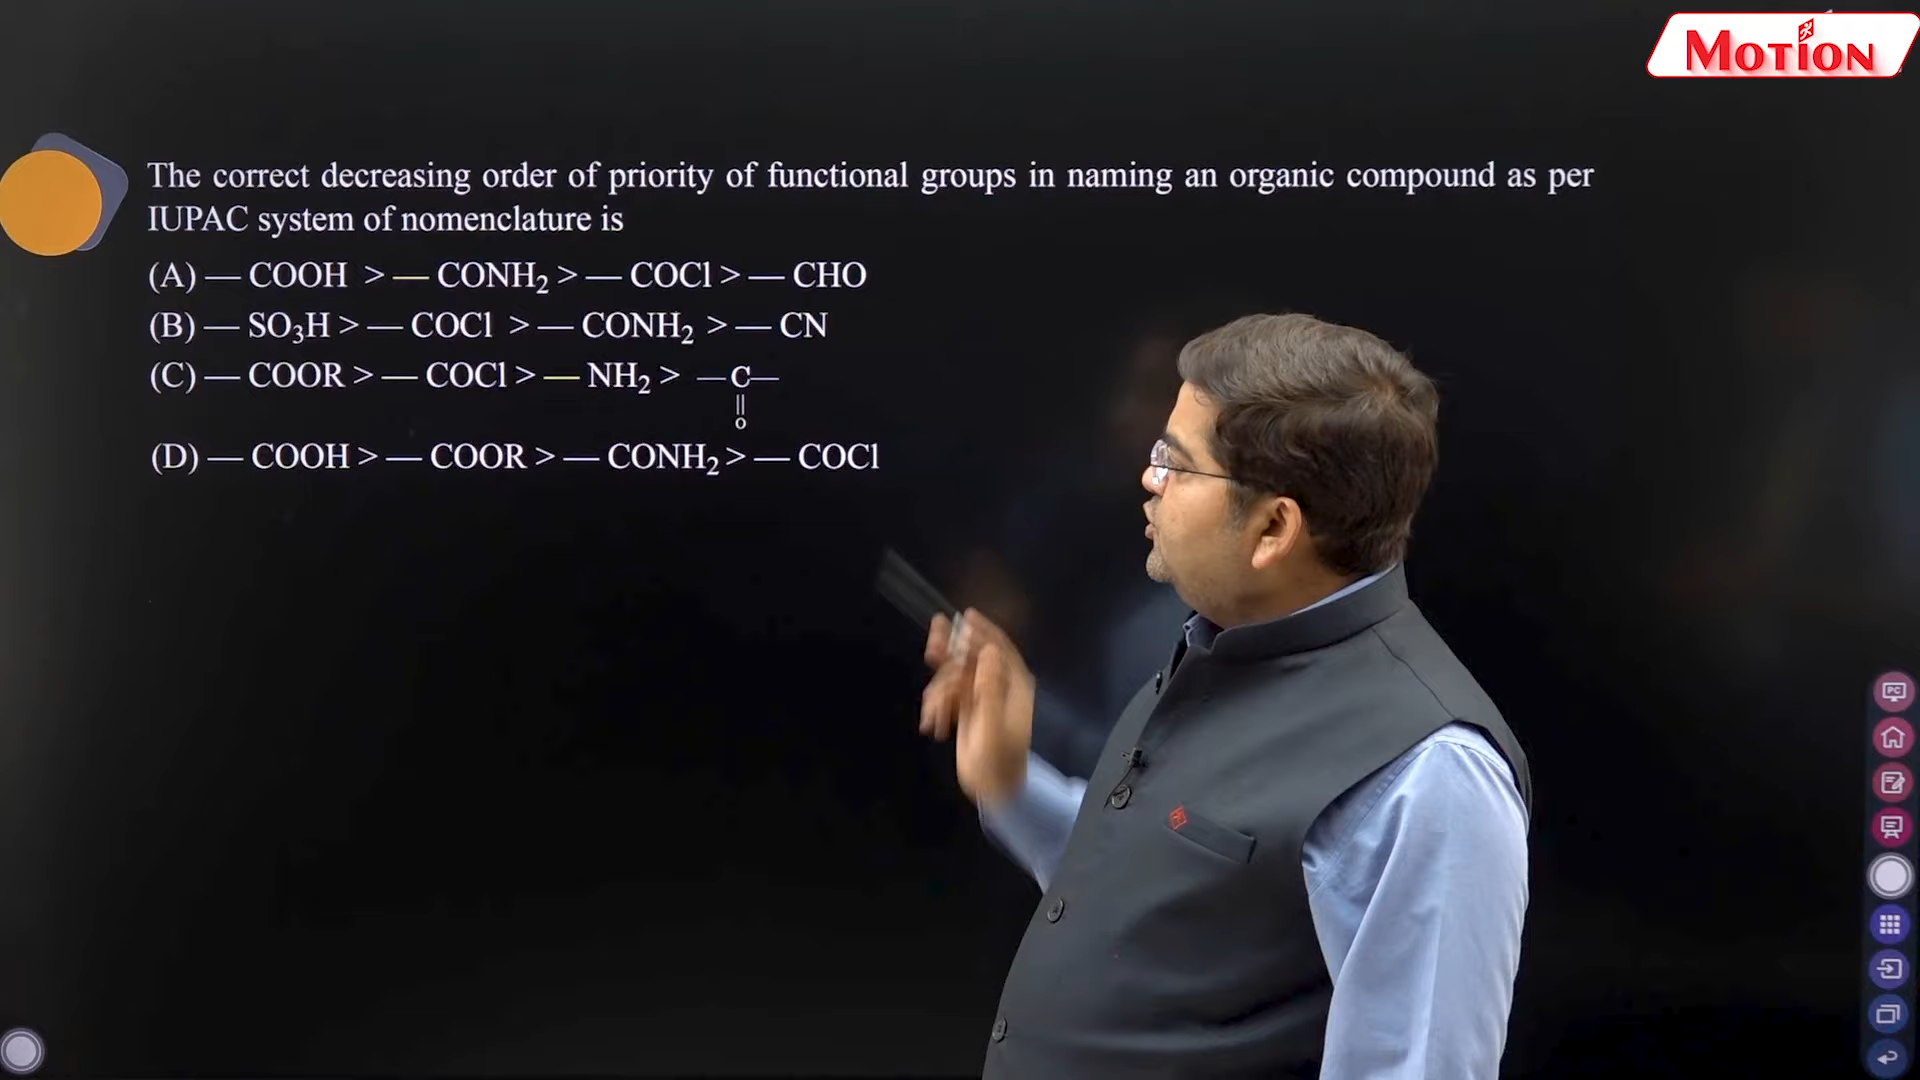 MOTION
The correct decreasing order of priority of functional groups in naming an organic compound as per
IUPAC system of nomenclature is
(A) — COOH > — CONH₂ > — COCl > — CHO
(B) — SO₃H > — COCl > — CONH₂ > — CN
(C) — COOR > — COCl > — NH₂ > —C—
||
o
(D) — COOH > — COOR > — CONH₂ > — COCl
PC